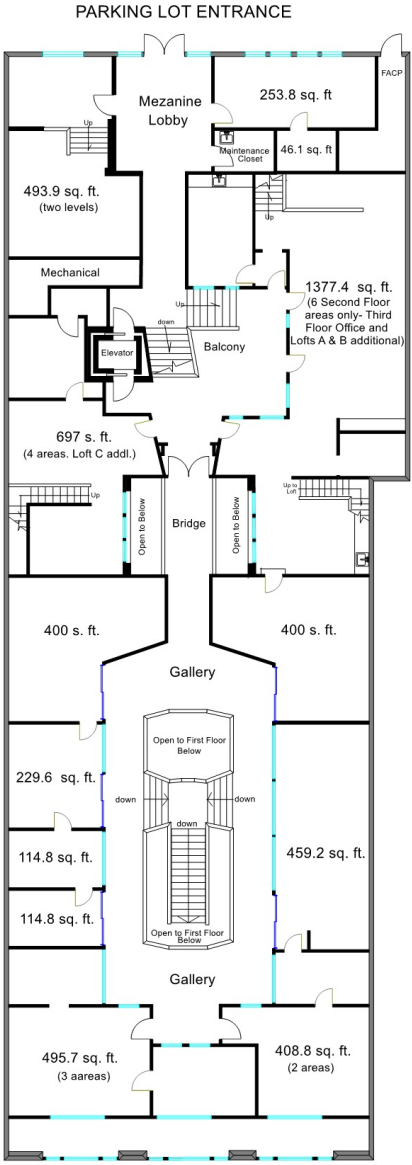 PARKING LOT ENTRANCE
FACP
Mezanine
Lobby
253.8 sq. ft
Up
Maintenance
Closet
46.1 sq. ft
493.9 sq. ft.
(two levels)
Up
Mechanical
1377.4 sq. ft.
(6 Second Floor
areas only- Third
Floor Office and
Lofts A & B additional)
Up
down
Elevator
Balcony
697 s. ft.
(4 areas. Loft C addl.)
Up
Open to Below
Bridge
Open to Below
Up to
Loft
400 s. ft.
400 s. ft.
Gallery
Open to First Floor
Below
229.6 sq. ft.
down
down
down
114.8 sq. ft.
459.2 sq. ft.
114.8 sq. ft.
Open to First Floor
Below
Gallery
495.7 sq. ft.
(3 aareas)
408.8 sq. ft.
(2 areas)